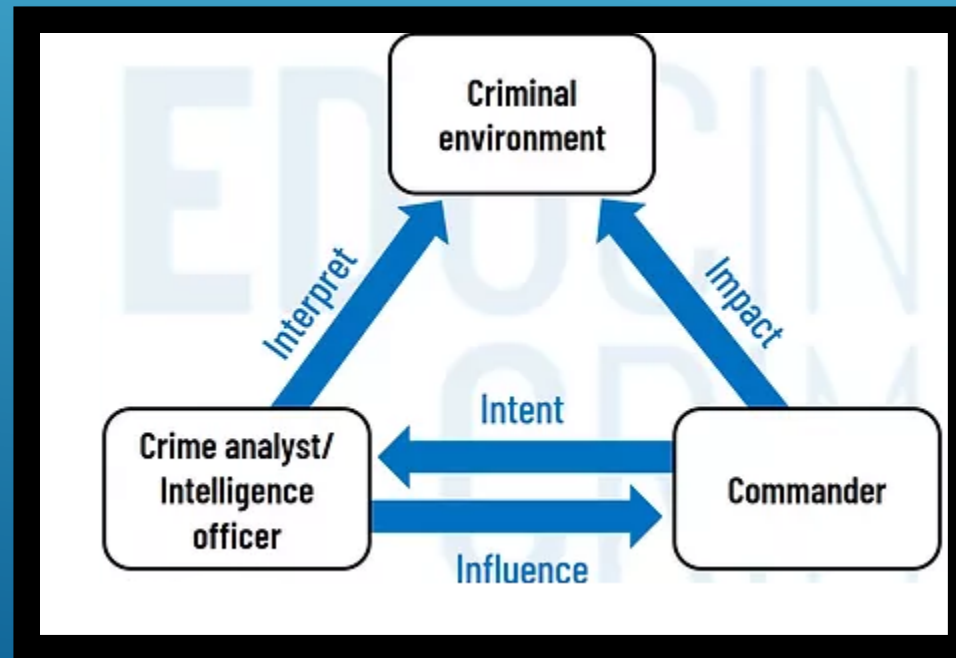 Criminal
environment
Interpret
Impact
Intent
Crime analyst/
Intelligence
officer
Commander
Influence